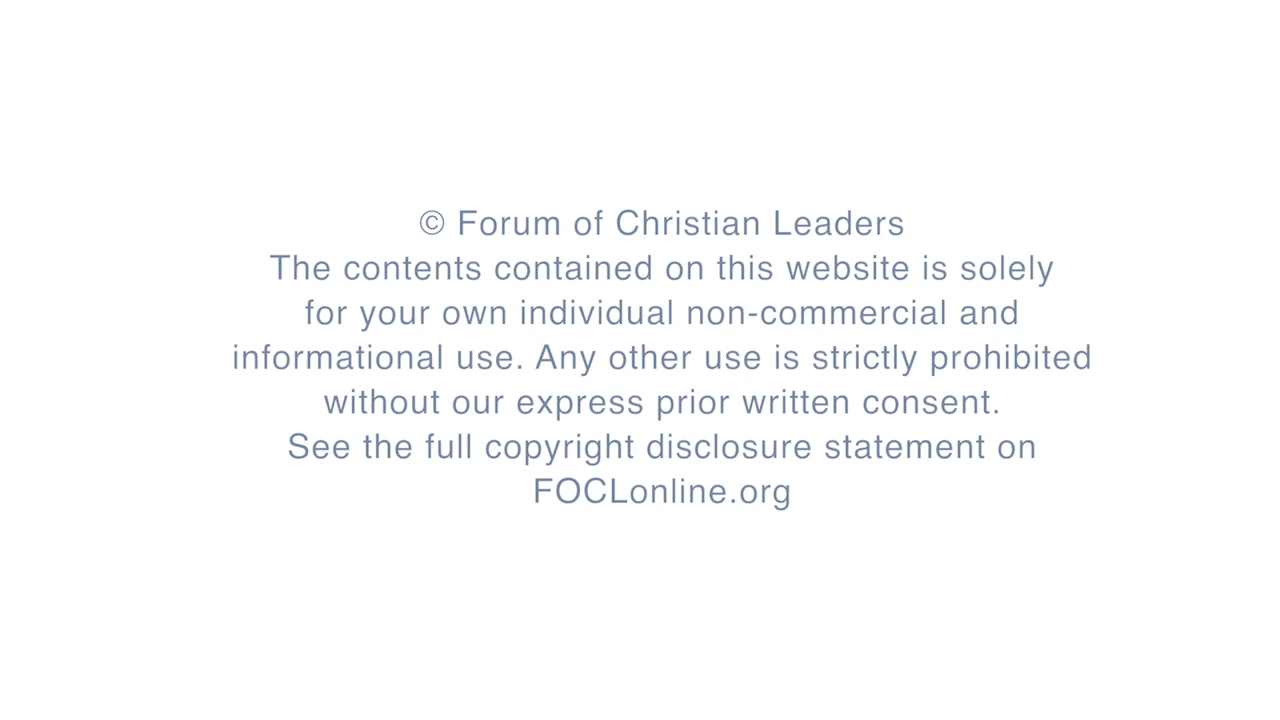 © Forum of Christian Leaders
The contents contained on this website is solely
for your own individual non-commercial and
informational use. Any other use is strictly prohibited
without our express prior written consent.
See the full copyright disclosure statement on
FOCLonline.org